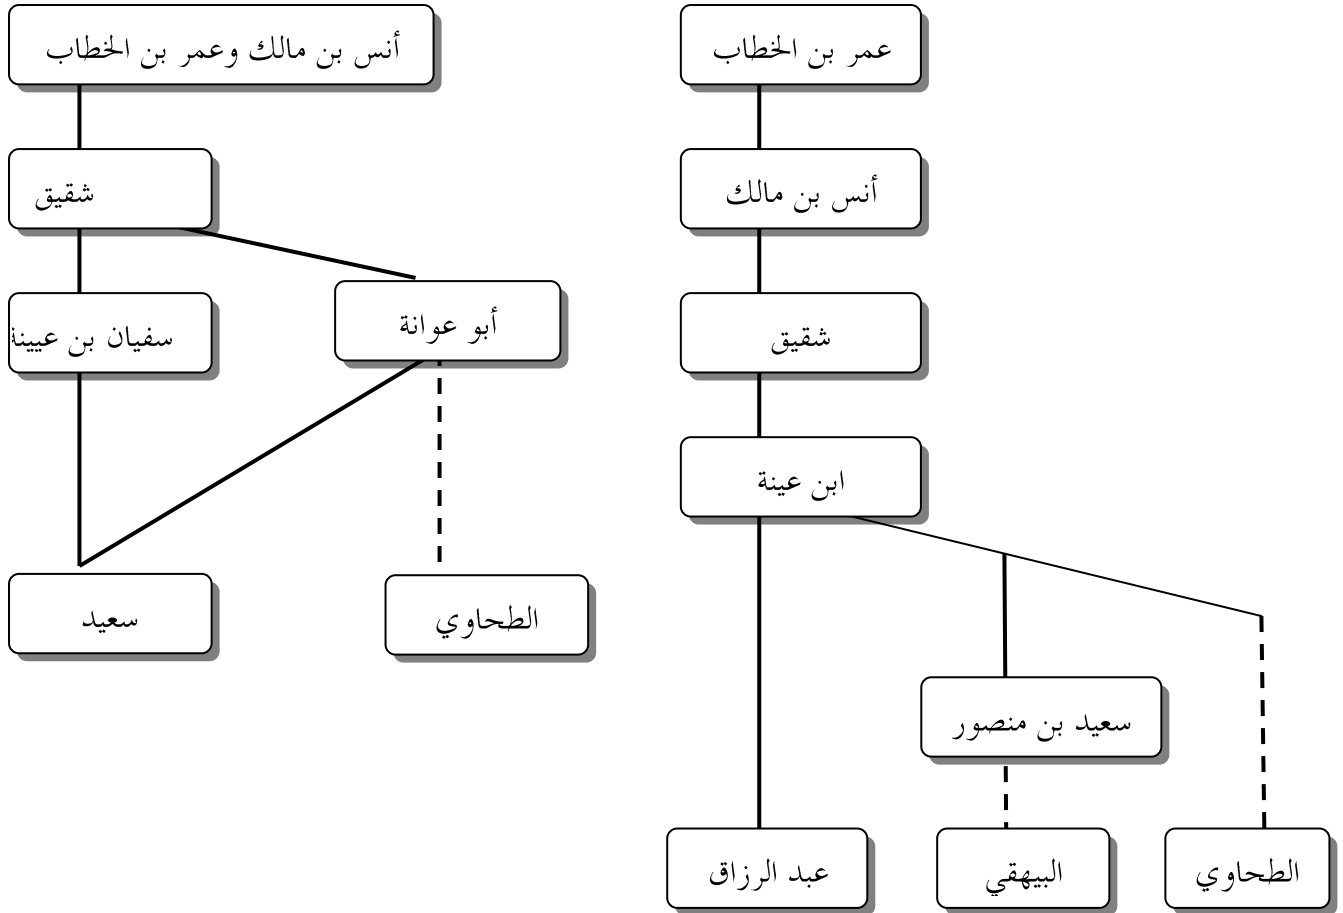 عمر بن الخطاب
أنس بن مالك وعمر بن الخطاب
أنس بن مالك
شقيق
شقيق
أبو عوانة
سفيان بن عيينة
ابن عينة
الطحاوي
سعيد
سعيد بن منصور
الطحاوي
البيهقي
عبد الرزاق